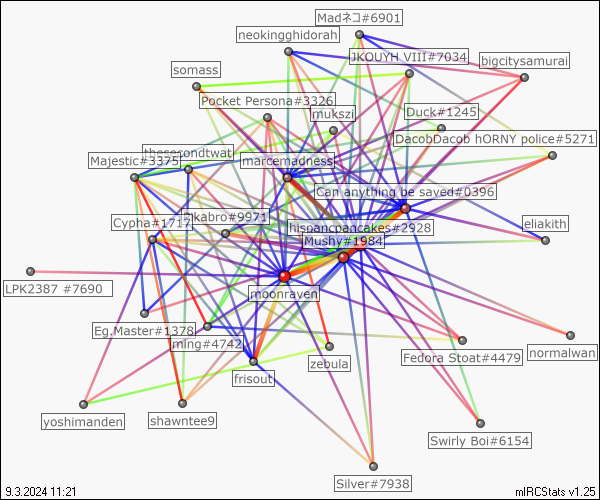 Madネコ#6901
neokingghidorah
JKOUYH VIII#7034
bigcitysamurai
somass
Pocket Persona#3326
mukszi
Duck#1245
DacobDacob hORNY police#5271
thesecondtwat
Majestic#3375
marcemadness
Can anything be sayed#0396
Cypha#1717
#9971
hispancpancakes#2928
Mushy#1984
eliakith
LPK2387 #7690
moonraven
Eg.Master#1378
ming#4742
Fedora Stoat#4479
normalwan
zebula
frisout
yoshimanden
shawntee9
Swirly Boi#6154
Silver#7938
9.3.2024 11:21
mIRCStats v1.25